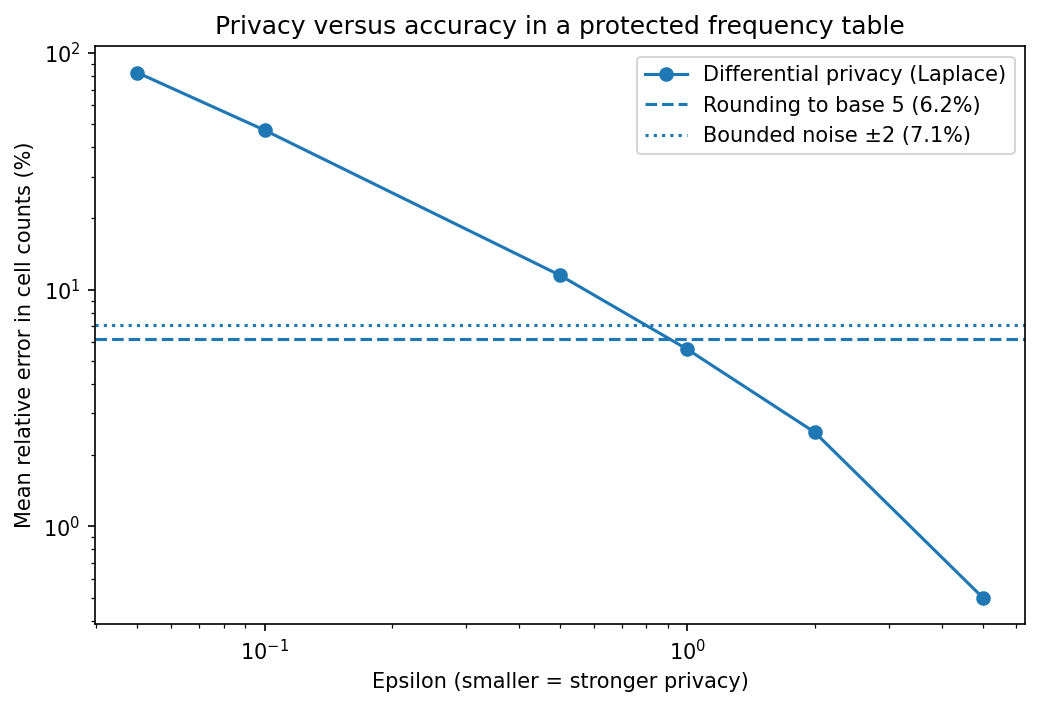 Privacy versus accuracy in a protected frequency table
Mean relative error in cell counts (%)
10²
10¹
10⁰
Differential privacy (Laplace)
Rounding to base 5 (6.2%)
Bounded noise ±2 (7.1%)
10⁻¹
10⁰
Epsilon (smaller = stronger privacy)